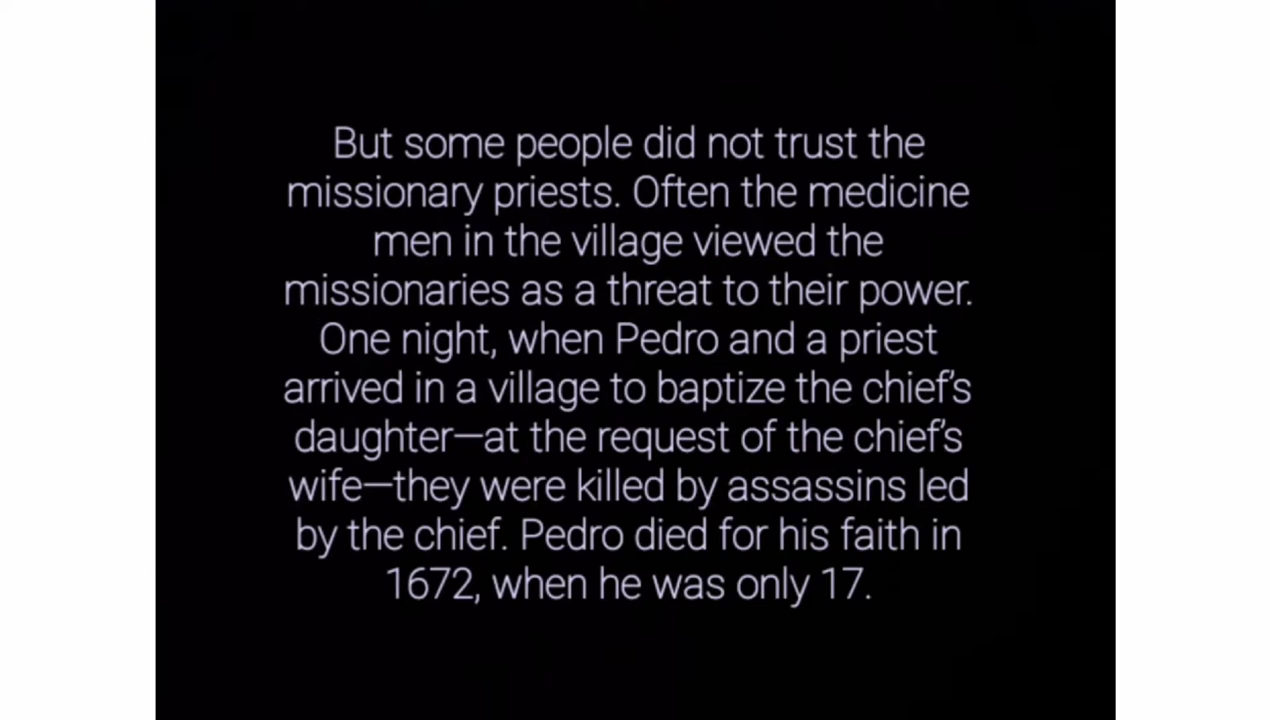 But some people did not trust the
missionary priests. Often the medicine
men in the village viewed the
missionaries as a threat to their power.
One night, when Pedro and a priest
arrived in a village to baptize the chief’s
daughter—at the request of the chief’s
wife—they were killed by assassins led
by the chief. Pedro died for his faith in
1672, when he was only 17.